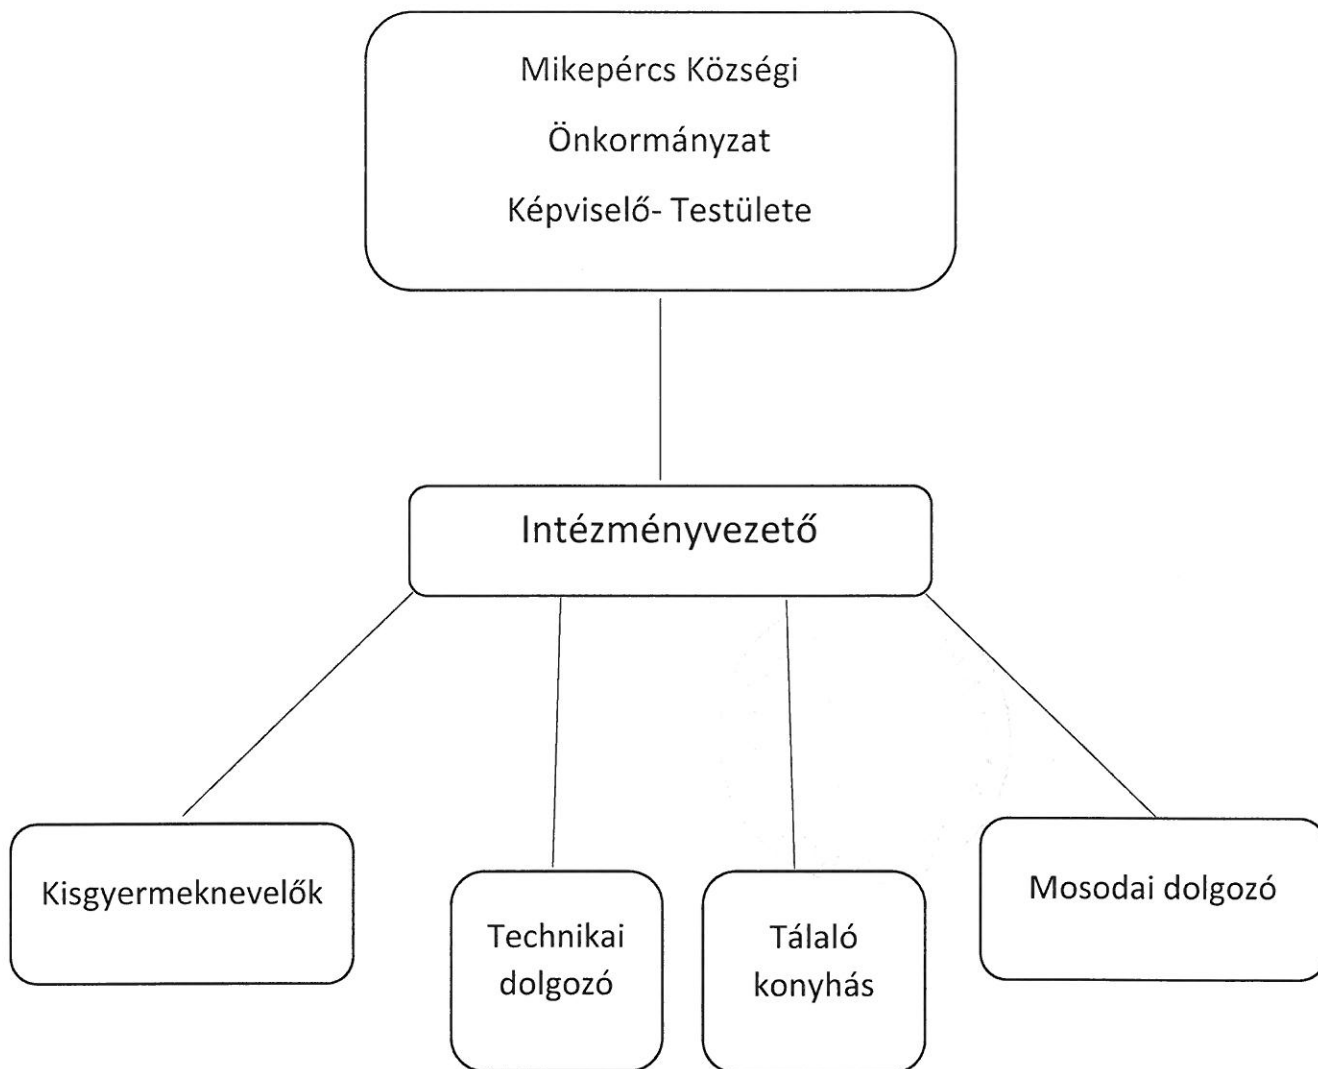 Mikepércs Községi
Önkormányzat
Képviselő- Testülete
Intézményvezető
Kisgyermeknevelők
Technikai
dolgozó
Tálaló
konyhás
Mosodai dolgozó